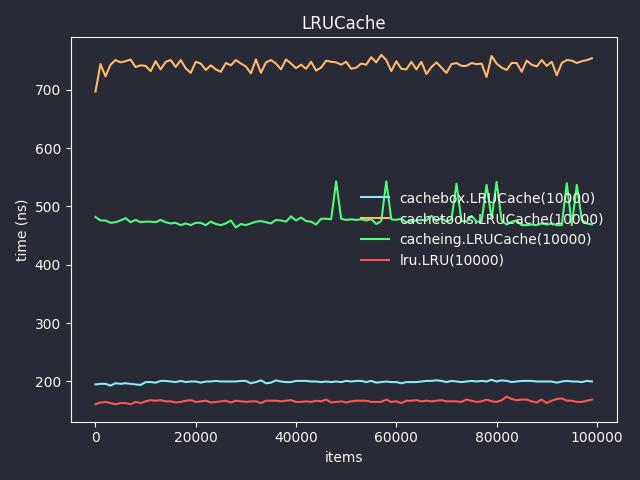 LRUCache
time (ns)
700
600
500
400
300
200
cachebox.LRUCache(10000)
cachetools.LRUCache(10000)
cacheing.LRUCache(10000)
lru.LRU(10000)
0
20000
40000
60000
80000
100000
items